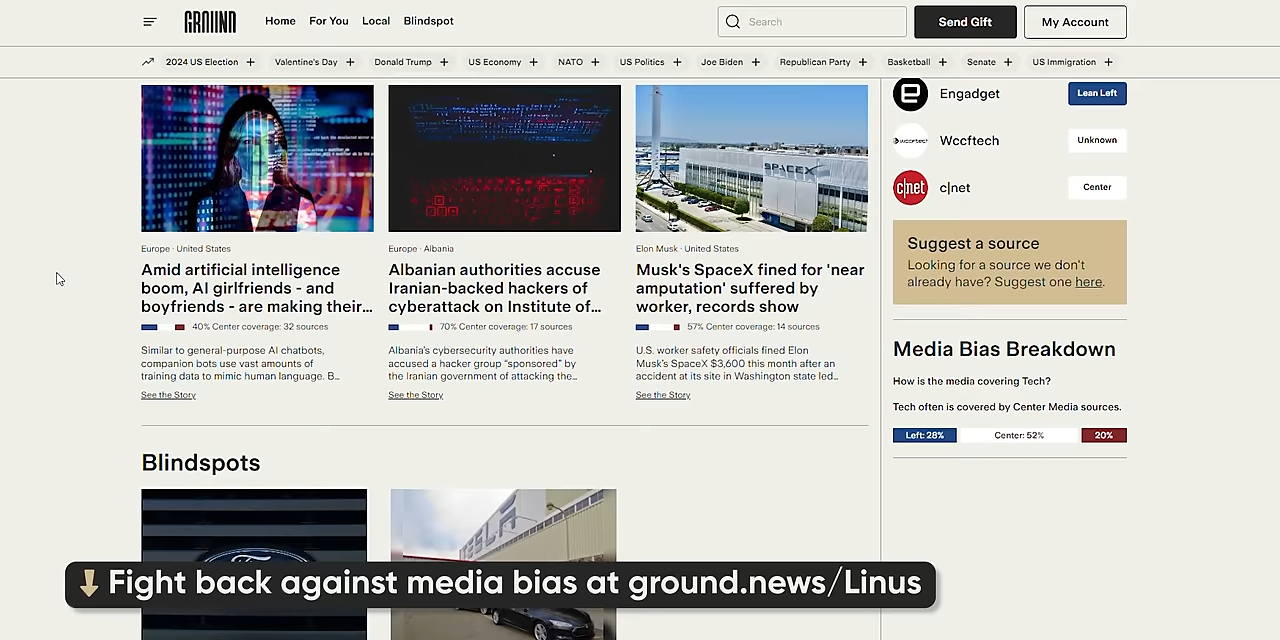 GROUND
Home
For You
Local
Blindspot
Search
Send Gift
My Account
2024 US Election +
Valentine's Day +
Donald Trump +
US Economy +
NATO +
US Politics +
Joe Biden +
Republican Party +
Basketball +
Senate +
US Immigration +
SPACEX
Europe · United States
Amid artificial intelligence
boom, AI girlfriends - and
boyfriends - are making their...
40% Center coverage: 32 sources
Similar to general-purpose AI chatbots,
companion bots use vast amounts of
training data to mimic human language. B...
See the Story
Europe · Albania
Albanian authorities accuse
Iranian-backed hackers of
cyberattack on Institute of...
70% Center coverage: 17 sources
Albania's cybersecurity authorities have
accused a hacker group "sponsored" by
the Iranian government of attacking the...
See the Story
Elon Musk · United States
Musk's SpaceX fined for 'near
amputation' suffered by
worker, records show
57% Center coverage: 14 sources
U.S. worker safety officials fined Elon
Musk's SpaceX $3,600 this month after an
accident at its site in Washington state led...
See the Story
Engadget
Lean Left
wccftech
Wccftech
Unknown
c|net
c|net
Center
Suggest a source
Looking for a source we don't
already have? Suggest one here.
Media Bias Breakdown
How is the media covering Tech?
Tech often is covered by Center Media sources.
Left: 28%
Center: 52%
20%
Blindspots
Ford
TESLA
Fight back against media bias at ground.news/Linus